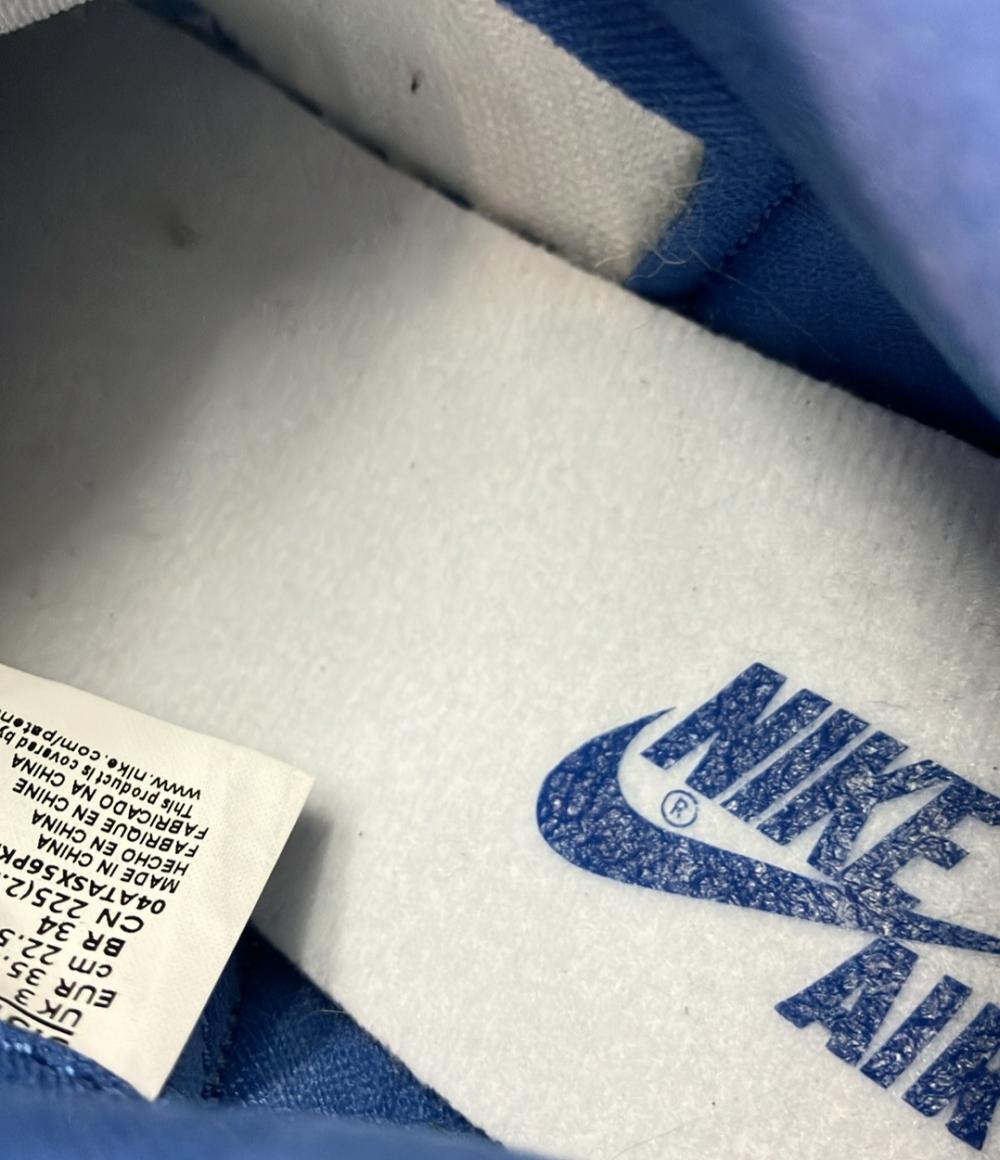 UK 3
EUR 35.
cm 22.5
BR 34
CN 225(2.
04ATASX56PK
MADE IN CHINA
HECHO EN CHINA
FABRIQUE EN CHINE
FABRICADO NA CHINA
This product is covered by
www.nike.com/paten
NIKE
®
AIR